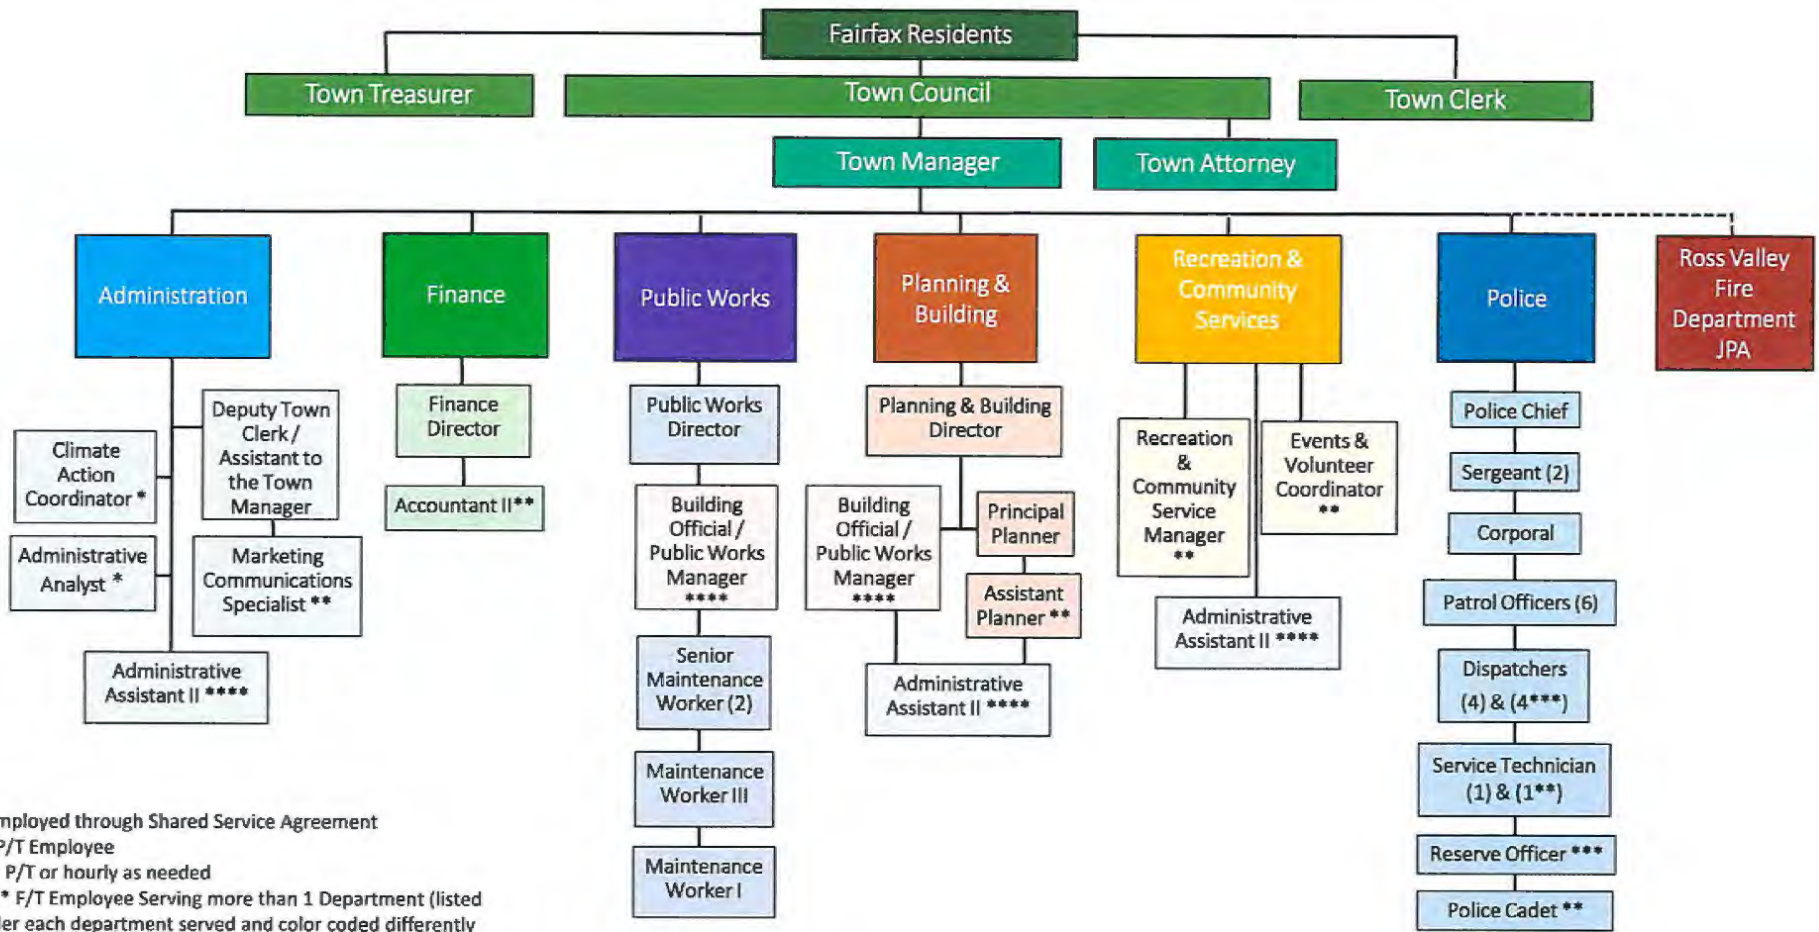 Fairfax Residents
Town Treasurer
Town Council
Town Clerk
Town Manager
Town Attorney
Administration
Finance
Public Works
Planning &
Building
Recreation &
Community
Services
Police
Ross Valley
Fire
Department
JPA
Climate
Action
Coordinator *
Deputy Town
Clerk /
Assistant to
the Town
Manager
Administrative
Analyst *
Marketing
Communications
Specialist **
Administrative
Assistant II ****
Finance
Director
Accountant II**
Public Works
Director
Building
Official /
Public Works
Manager
****
Senior
Maintenance
Worker (2)
Maintenance
Worker III
Maintenance
Worker I
Planning & Building
Director
Building
Official /
Public Works
Manager
****
Principal
Planner
Assistant
Planner **
Administrative
Assistant II ****
Recreation
&
Community
Service
Manager
**
Events &
Volunteer
Coordinator
**
Administrative
Assistant II ****
Police Chief
Sergeant (2)
Corporal
Patrol Officers (6)
Dispatchers
(4) & (4***)
Service Technician
(1) & (1**)
Reserve Officer ***
Police Cadet **
mployed through Shared Service Agreement
P/T Employee
P/T or hourly as needed
* F/T Employee Serving more than 1 Department (listed
er each department served and color coded differently